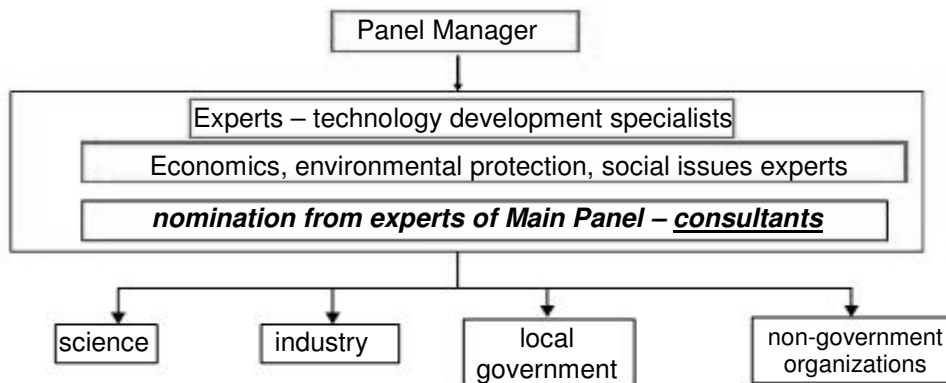 Panel Manager
Experts – technology development specialists
Economics, environmental protection, social issues experts
nomination from experts of Main Panel – consultants
science
industry
local
government
non-government
organizations